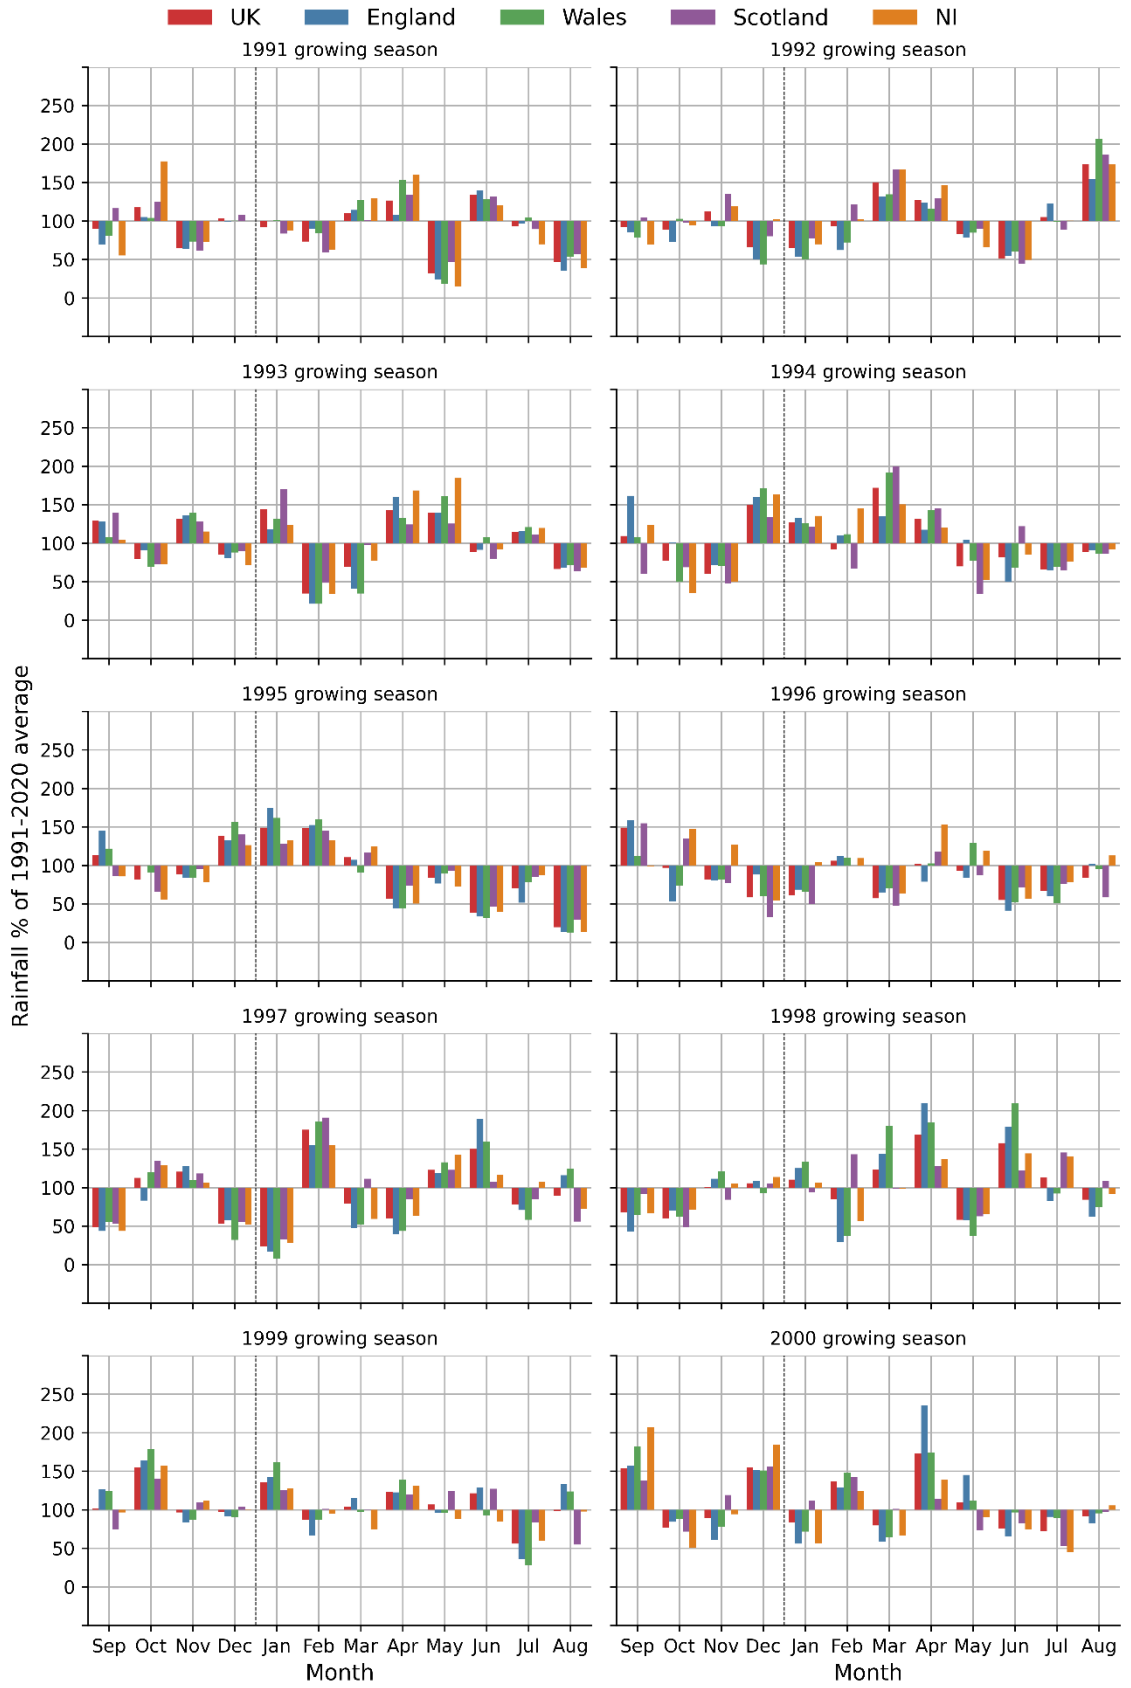 UK England Wales Scotland NI
1991 growing season
1992 growing season
250
200
150
100
50
0
1993 growing season
1994 growing season
250
200
150
100
50
0
Rainfall % of 1991-2020 average
1995 growing season
1996 growing season
250
200
150
100
50
0
1997 growing season
1998 growing season
250
200
150
100
50
0
1999 growing season
2000 growing season
250
200
150
100
50
0
Sep Oct Nov Dec Jan Feb Mar Apr May Jun Jul Aug
Sep Oct Nov Dec Jan Feb Mar Apr May Jun Jul Aug
Month
Month